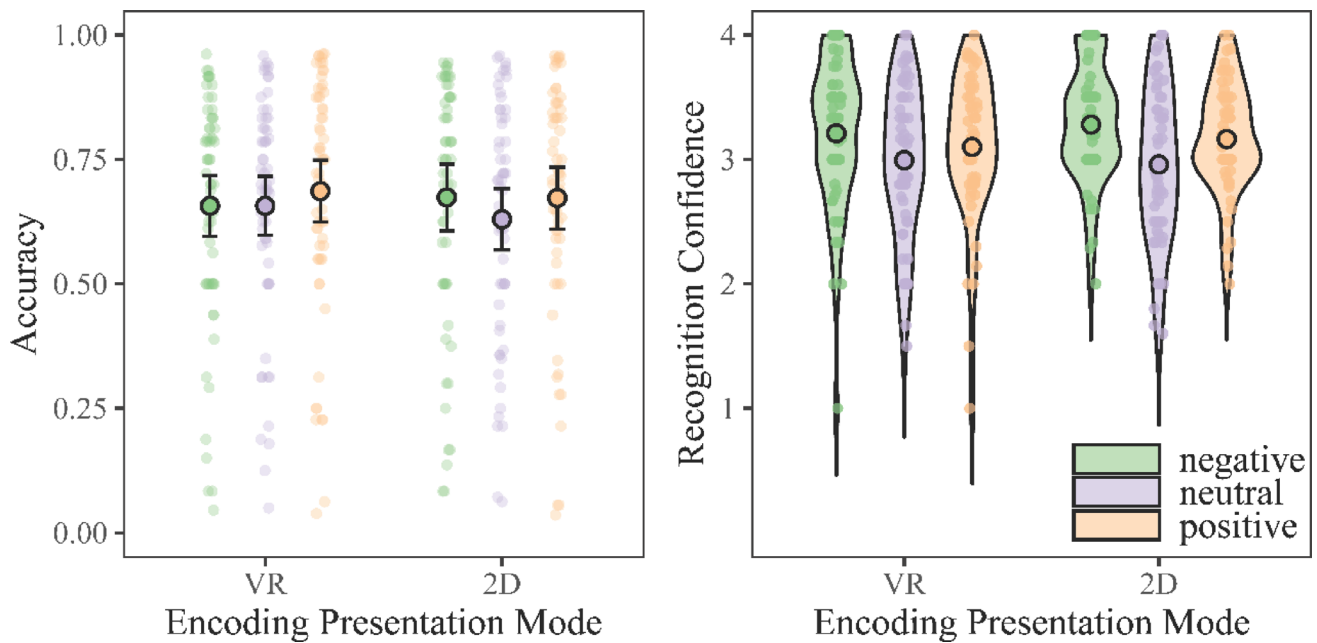 Accuracy
1.00
0.75
0.50
0.25
0.00
VR
2D
Encoding Presentation Mode
Recognition Confidence
4
3
2
1
negative
neutral
positive
VR
2D
Encoding Presentation Mode